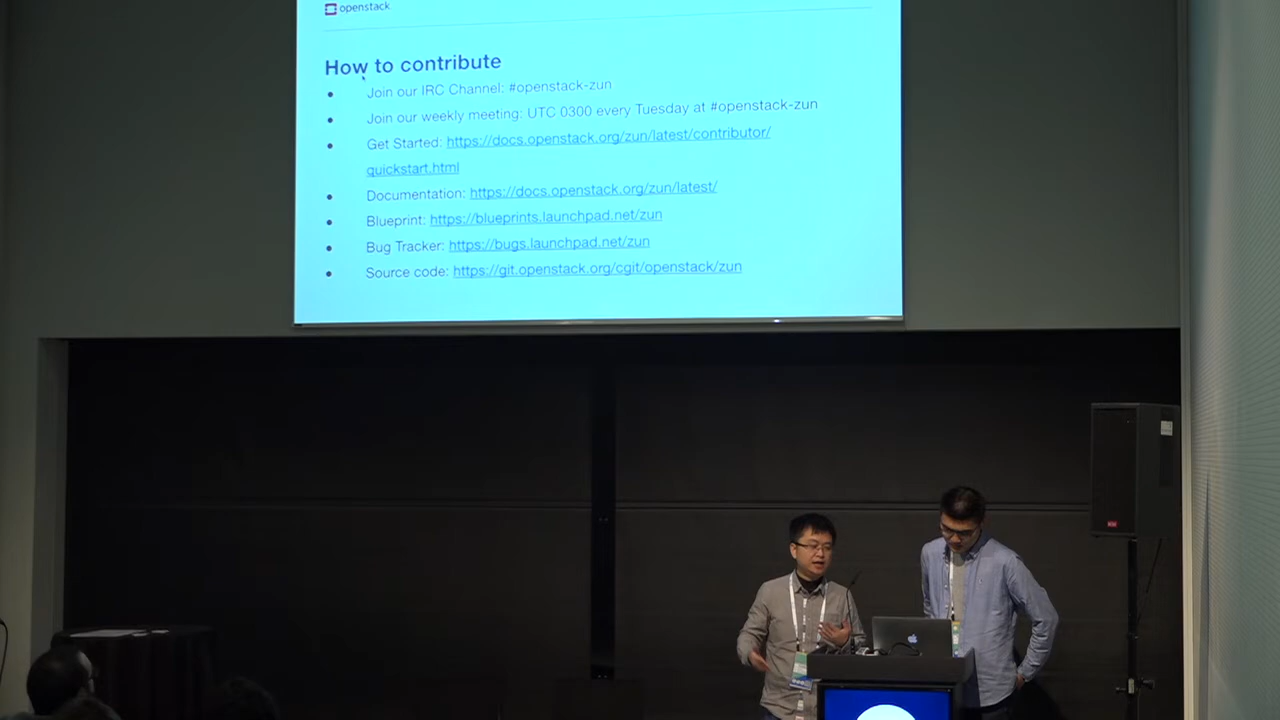 openstack
How to contribute
• Join our IRC Channel: #openstack-zun
• Join our weekly meeting: UTC 0300 every Tuesday at #openstack-zun
• Get Started: https://docs.openstack.org/zun/latest/contributor/
quickstart.html
• Documentation: https://docs.openstack.org/zun/latest/
• Blueprint: https://blueprints.launchpad.net/zun
• Bug Tracker: https://bugs.launchpad.net/zun
• Source code: https://git.openstack.org/cgit/openstack/zun